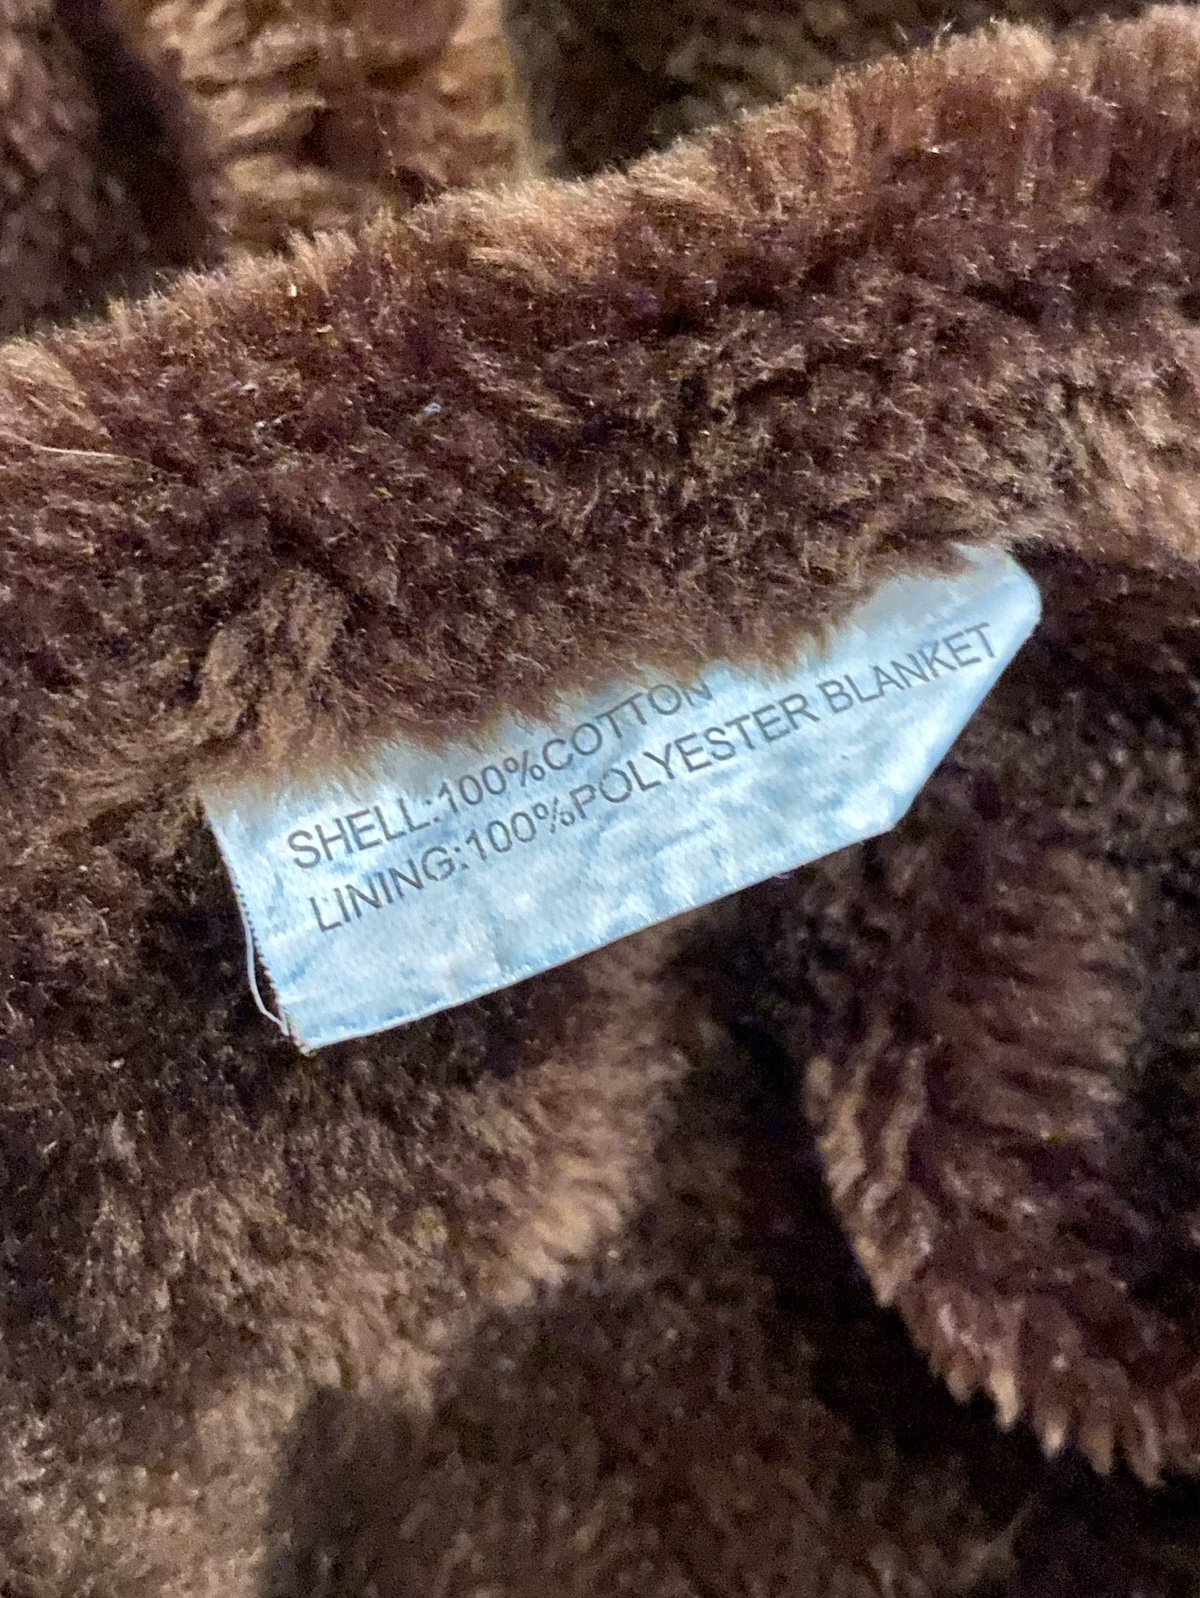 SHELL:100%COTTON
LINING:100%POLYESTER BLANKET